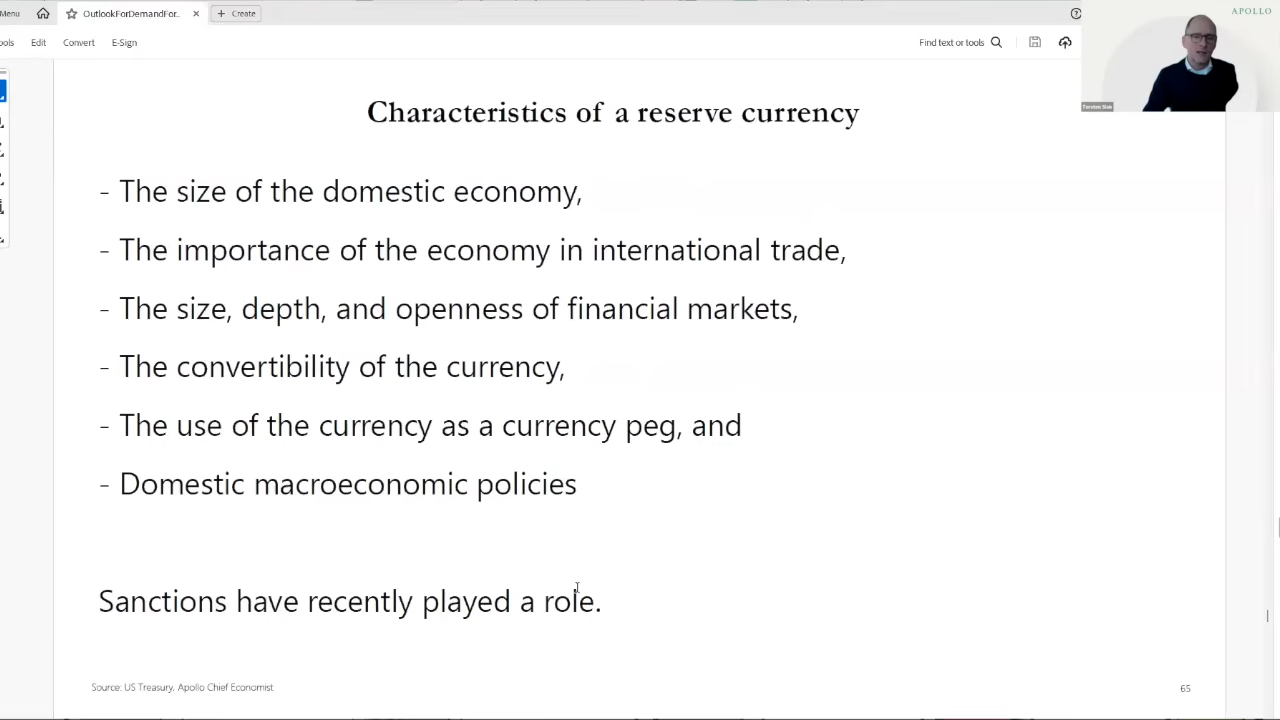 Menu
OutlookForDemandFor...
+ Create
ools
Edit
Convert
E-Sign
Find text or tools
APOLLO
Torsten Slok
Characteristics of a reserve currency
- The size of the domestic economy,
- The importance of the economy in international trade,
- The size, depth, and openness of financial markets,
- The convertibility of the currency,
- The use of the currency as a currency peg, and
- Domestic macroeconomic policies
Sanctions have recently played a role.
Source: US Treasury, Apollo Chief Economist
65